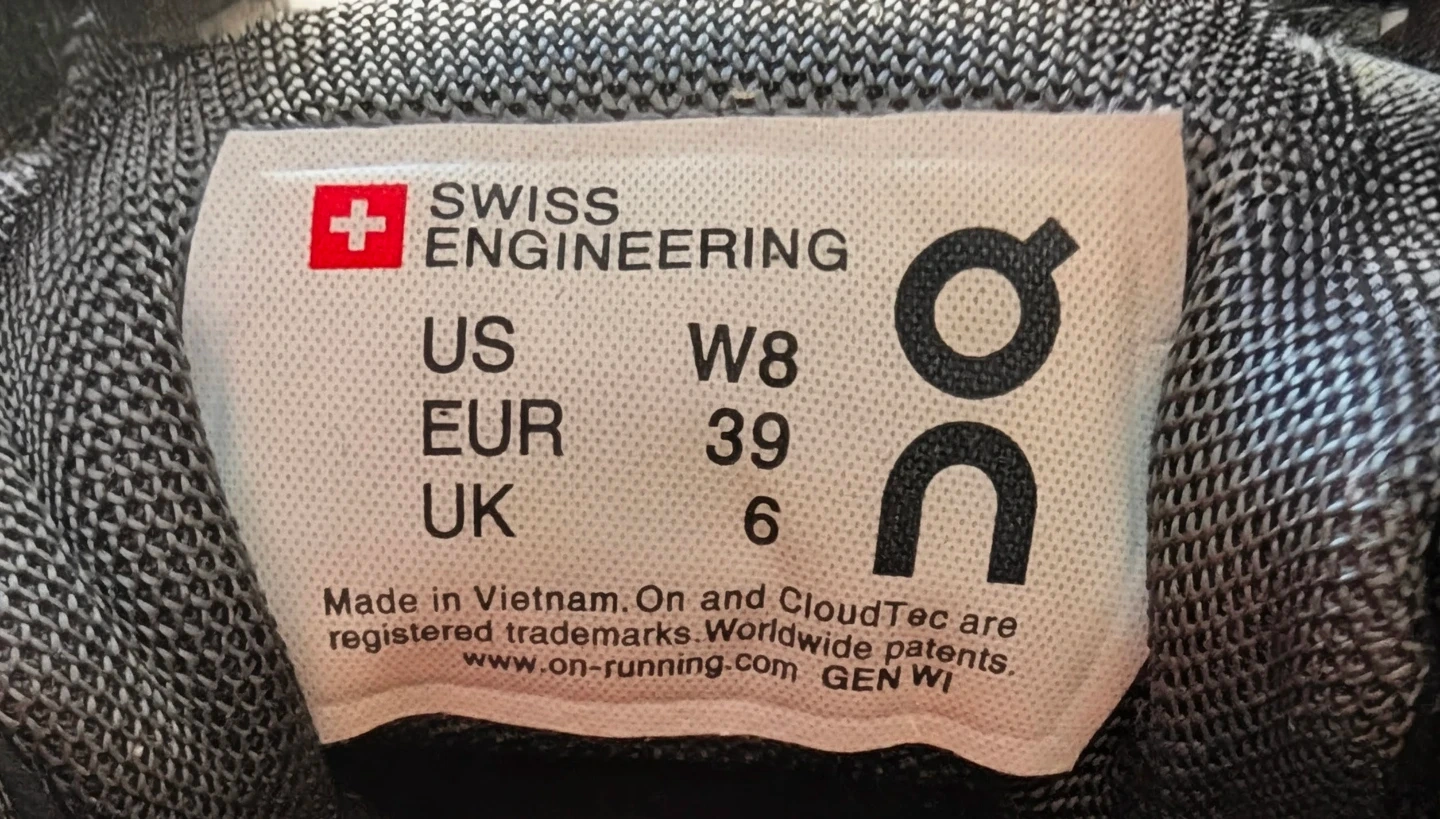 SWISS
ENGINEERING
US W8
EUR 39
UK 6
On
Made in Vietnam. On and CloudTec are
registered trademarks. Worldwide patents.
www.on-running.com GEN WI